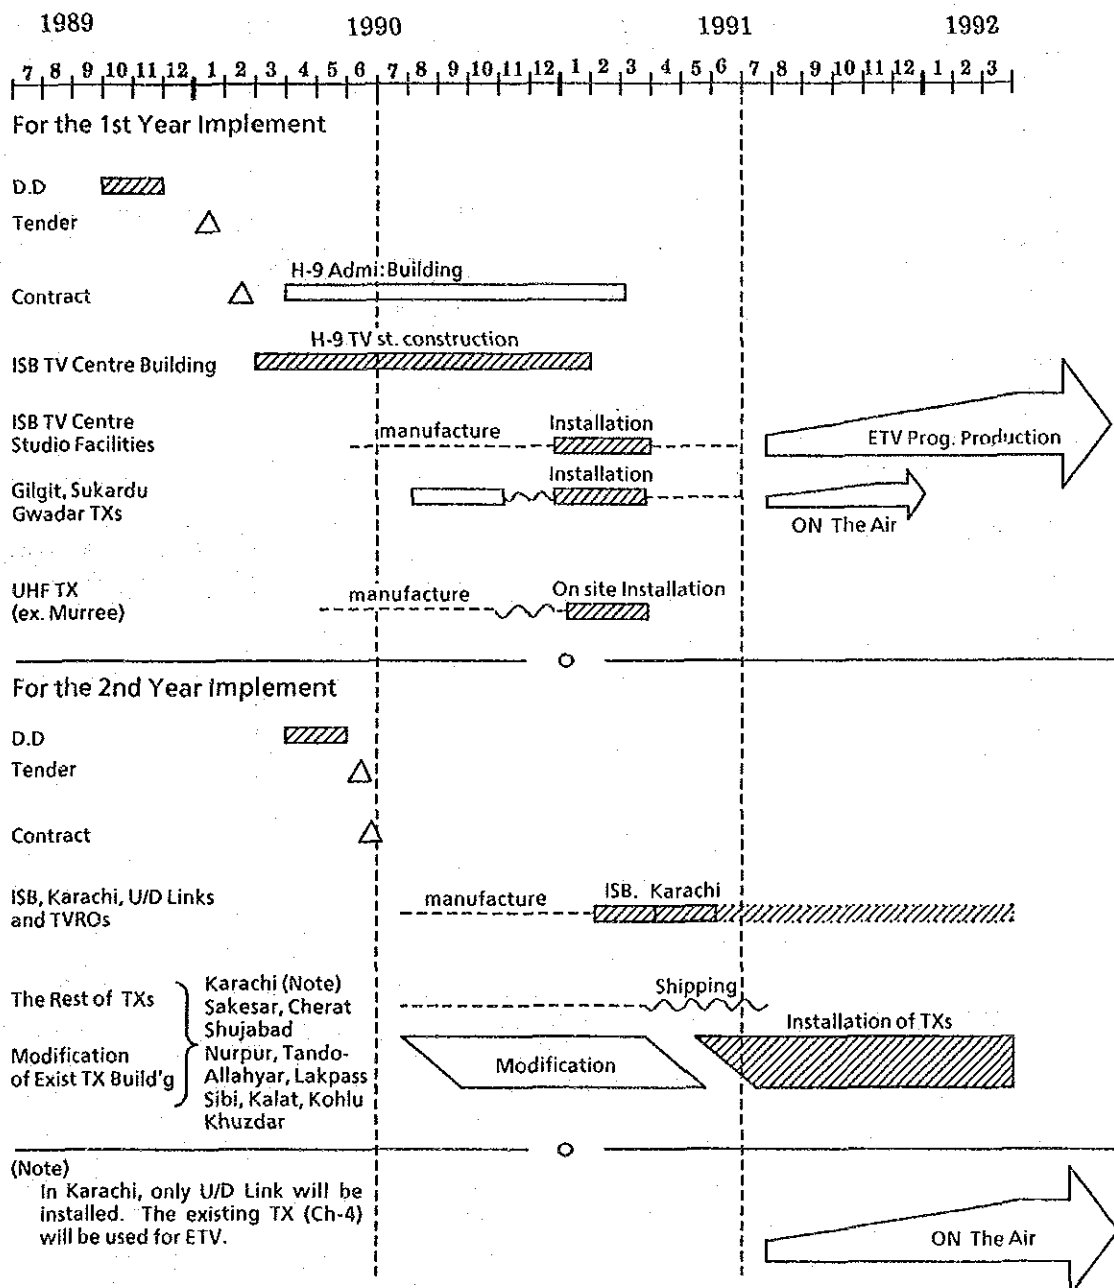 1989 1990 1991 1992
7 8 9 10 11 12 1 2 3 4 5 6 7 8 9 10 11 12 1 2 3 4 5 6 7 8 9 10 11 12 1 2 3
For the 1st Year Implement
D.D
Tender
H-9 Admi:Building
Contract
H-9 TV st. construction
ISB TV Centre Building
ISB TV Centre
Studio Facilities
manufacture
Installation
ETV Prog. Production
Gilgit, Sukardu
Gwadar TXs
Installation
ON The Air
UHF TX
(ex. Murree)
manufacture
On site Installation
For the 2nd Year Implement
D.D
Tender
Contract
ISB, Karachi, U/D Links
and TVROs
manufacture
ISB. Karachi
The Rest of TXs
Modification
of Exist TX Build'g
Karachi (Note)
Sakesar, Cherat
Shujabad
Nurpur, Tando-
Allahyar, Lakpass
Sibi, Kalat, Kohlu
Khuzdar
Shipping
Modification
Installation of TXs
(Note)
In Karachi, only U/D Link will be
installed. The existing TX (Ch-4)
will be used for ETV.
ON The Air